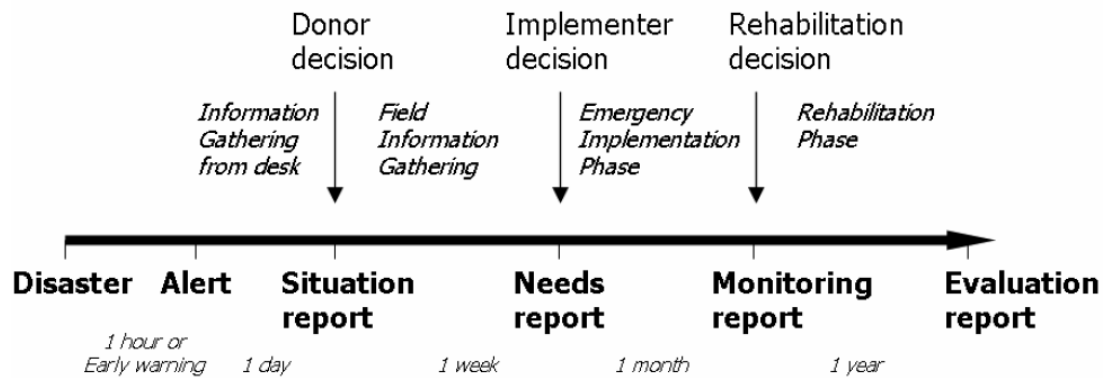 Donor decision
Implementer decision
Rehabilitation decision
Information Gathering from desk
Field Information Gathering
Emergency Implementation Phase
Rehabilitation Phase
Disaster
Alert
Situation report
Needs report
Monitoring report
Evaluation report
1 hour or Early warning
1 day
1 week
1 month
1 year